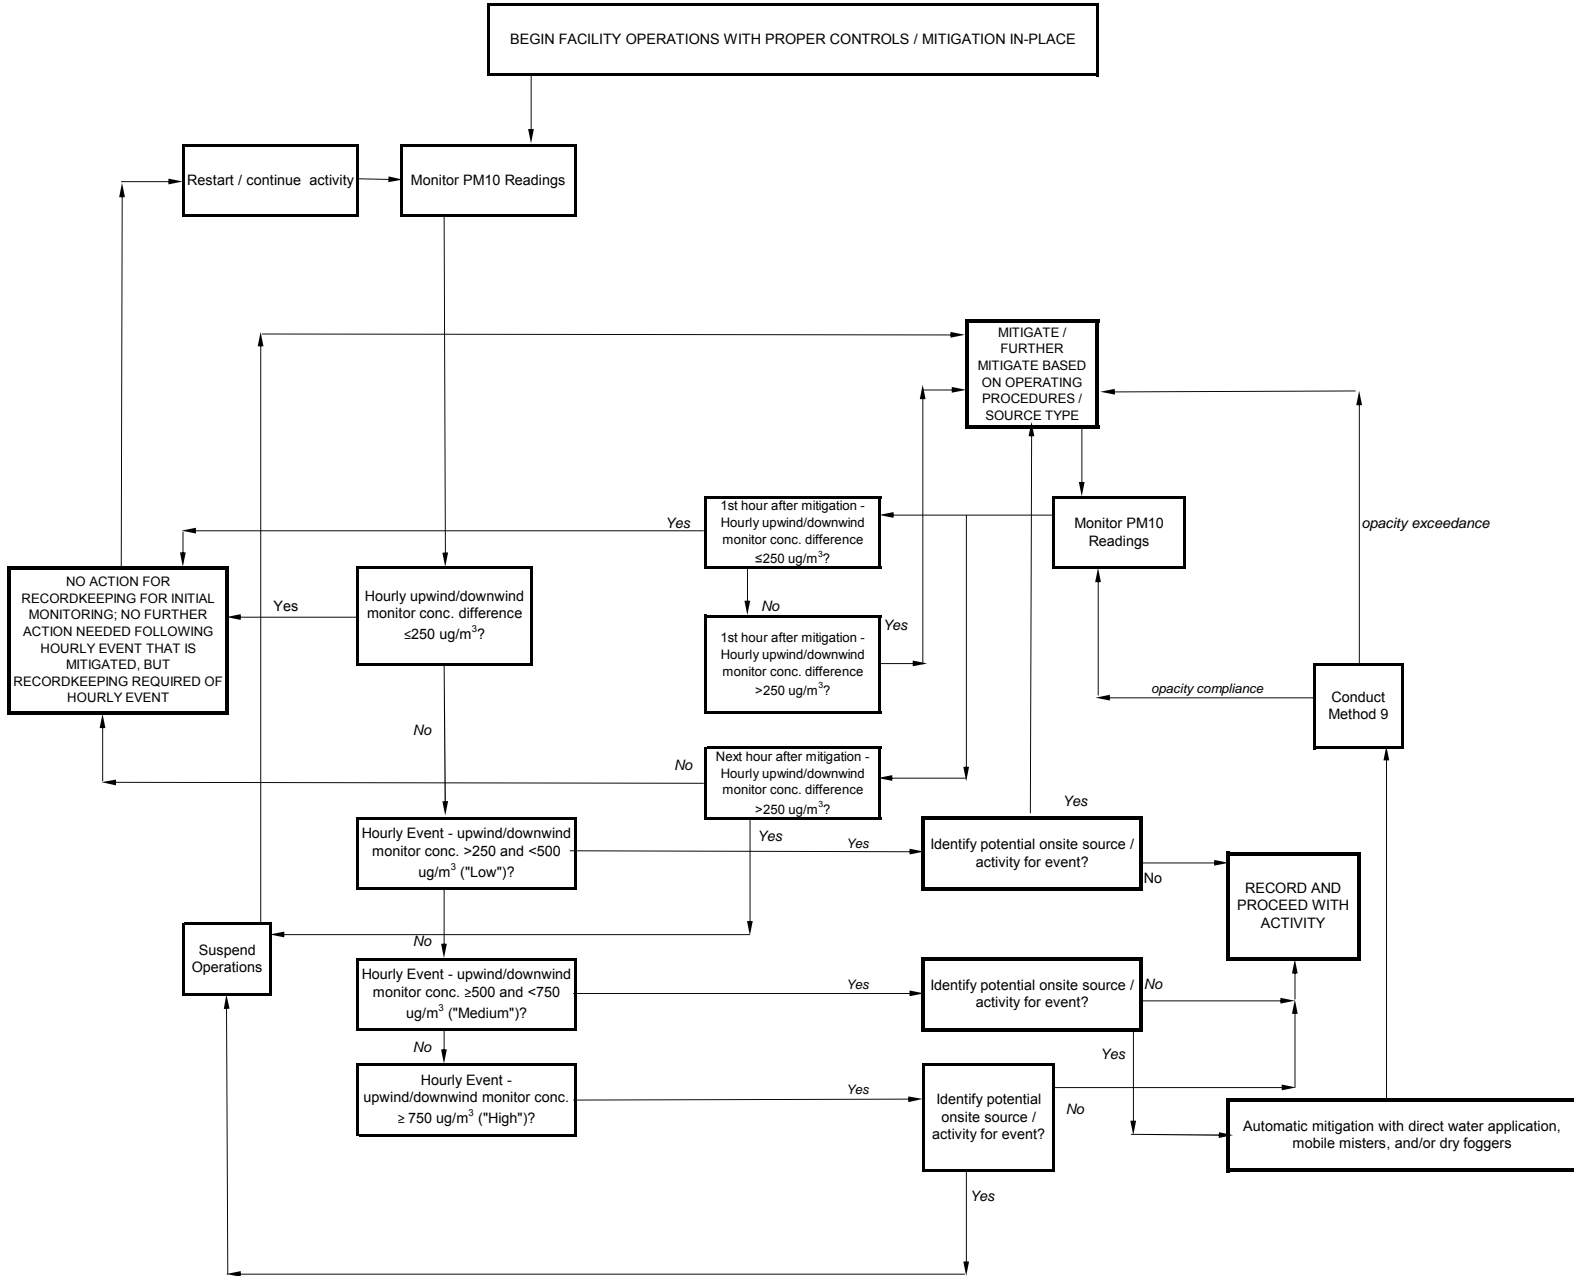 BEGIN FACILITY OPERATIONS WITH PROPER CONTROLS / MITIGATION IN-PLACE
Restart / continue activity
Monitor PM10 Readings
MITIGATE /
FURTHER
MITIGATE BASED
ON OPERATING
PROCEDURES /
SOURCE TYPE
1st hour after mitigation -
Hourly upwind/downwind
monitor conc. difference
≤250 ug/m³?
Yes
Monitor PM10
Readings
opacity exceedance
NO ACTION FOR
RECORDKEEPING FOR INITIAL
MONITORING; NO FURTHER
ACTION NEEDED FOLLOWING
HOURLY EVENT THAT IS
MITIGATED, BUT
RECORDKEEPING REQUIRED OF
HOURLY EVENT
Yes
Hourly upwind/downwind
monitor conc. difference
≤250 ug/m³?
No
Yes
1st hour after mitigation -
Hourly upwind/downwind
monitor conc. difference
>250 ug/m³?
opacity compliance
Conduct
Method 9
No
No
Next hour after mitigation -
Hourly upwind/downwind
monitor conc. difference
>250 ug/m³?
Yes
Yes
Hourly Event - upwind/downwind
monitor conc. >250 and <500
ug/m³ ("Low")?
Yes
Identify potential onsite source /
activity for event?
No
RECORD AND
PROCEED WITH
ACTIVITY
Suspend
Operations
No
Hourly Event - upwind/downwind
monitor conc. ≥500 and <750
ug/m³ ("Medium")?
Yes
Identify potential onsite source /
activity for event?
No
Yes
No
Hourly Event -
upwind/downwind monitor conc.
≥ 750 ug/m³ ("High")?
Yes
Identify potential
onsite source /
activity for event?
No
Automatic mitigation with direct water application,
mobile misters, and/or dry foggers
Yes